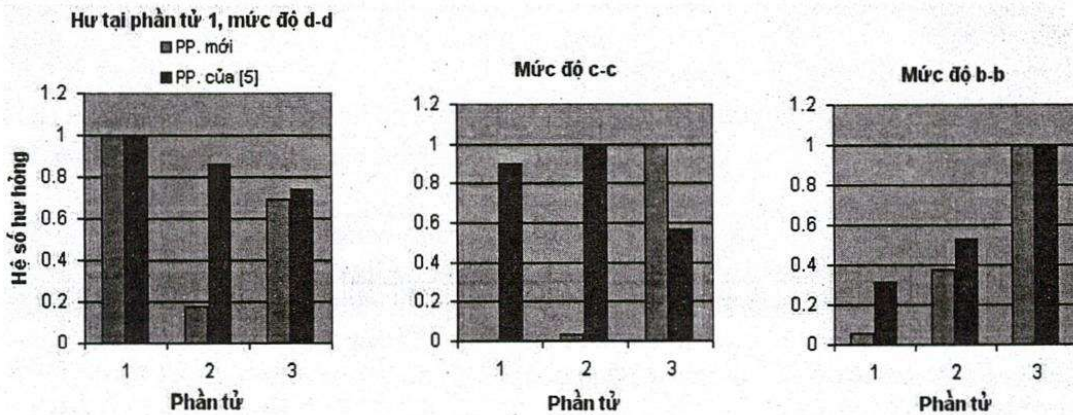 Hư tại phần tử 1, mức độ d-d
PP. mới
PP. của [5]
Hệ số hư hỏng
1.2
1
0.8
0.6
0.4
0.2
0
1 2 3
Phần tử
Mức độ c-c
1.2
1
0.8
0.6
0.4
0.2
0
1 2 3
Phần tử
Mức độ b-b
1.2
1
0.8
0.6
0.4
0.2
0
1 2 3
Phần tử